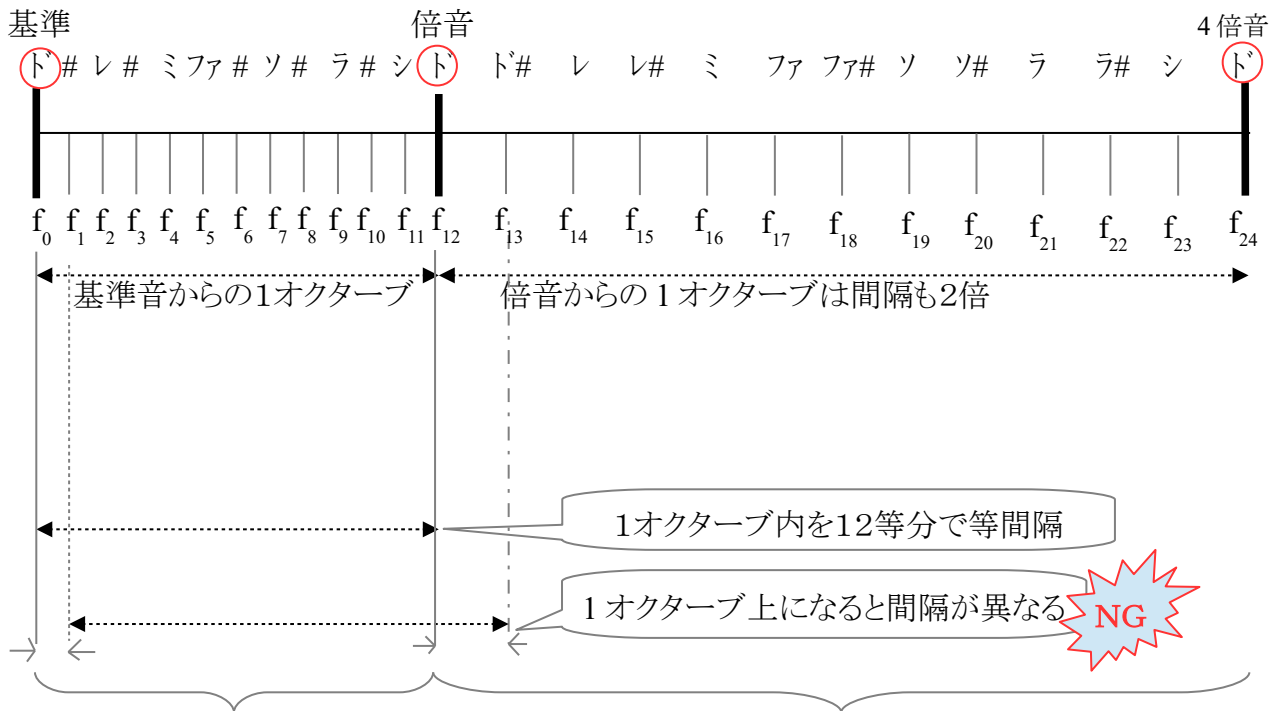 基準 倍音 4倍音
ド # レ # ミ ファ # ソ # ラ # シ ド ド# レ レ# ミ ファ ファ# ソ ソ# ラ ラ# シ ド
f₀ f₁ f₂ f₃ f₄ f₅ f₆ f₇ f₈ f₉ f₁₀ f₁₁ f₁₂ f₁₃ f₁₄ f₁₅ f₁₆ f₁₇ f₁₈ f₁₉ f₂₀ f₂₁ f₂₂ f₂₃ f₂₄
基準音からの1オクターブ 倍音からの1オクターブは間隔も2倍
1オクターブ内を12等分で等間隔
1オクターブ上になると間隔が異なる NG